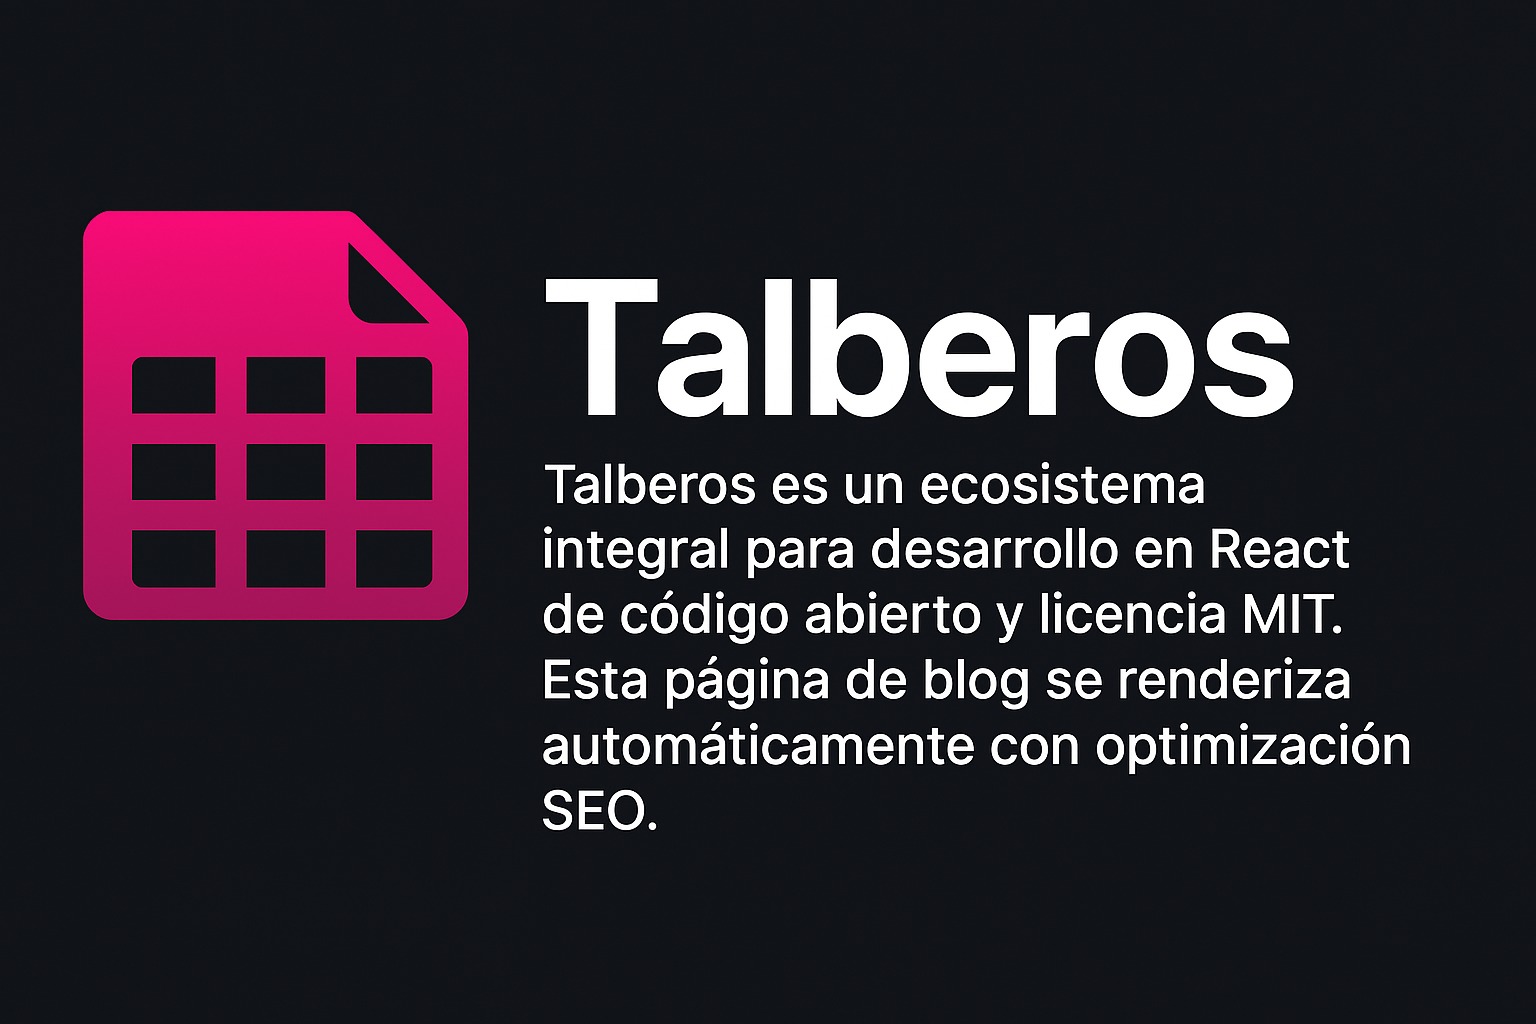 Talberos
Talberos es un ecosistema
integral para desarrollo en React
de código abierto y licencia MIT.
Esta página de blog se renderiza
automáticamente con optimización
SEO.